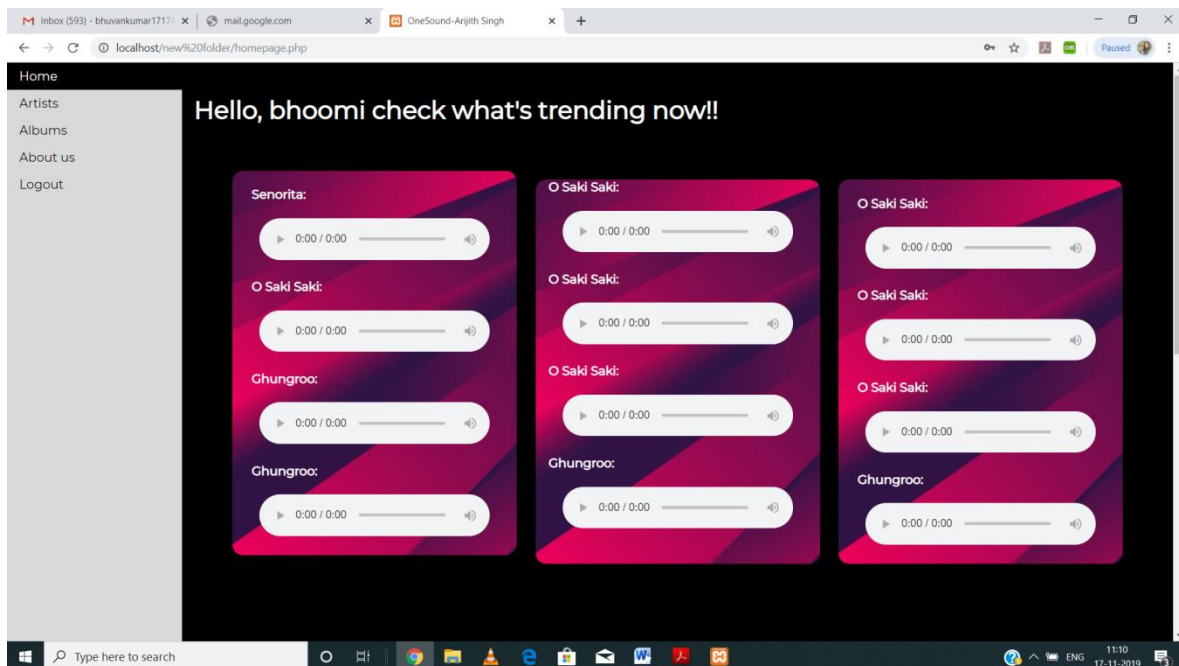 Inbox (593) - bhuvankumar1717
mail.google.com
OneSound-Arijith Singh
localhost/new%20folder/homepage.php
Paused
Home
Artists
Albums
About us
Logout
Hello, bhoomi check what's trending now!!
Senorita:
0:00 / 0:00
O Saki Saki:
0:00 / 0:00
Ghungroo:
0:00 / 0:00
Ghungroo:
0:00 / 0:00
O Saki Saki:
0:00 / 0:00
O Saki Saki:
0:00 / 0:00
O Saki Saki:
0:00 / 0:00
Ghungroo:
0:00 / 0:00
O Saki Saki:
0:00 / 0:00
O Saki Saki:
0:00 / 0:00
O Saki Saki:
0:00 / 0:00
Ghungroo:
0:00 / 0:00
Type here to search
ENG
11:10
17-11-2019